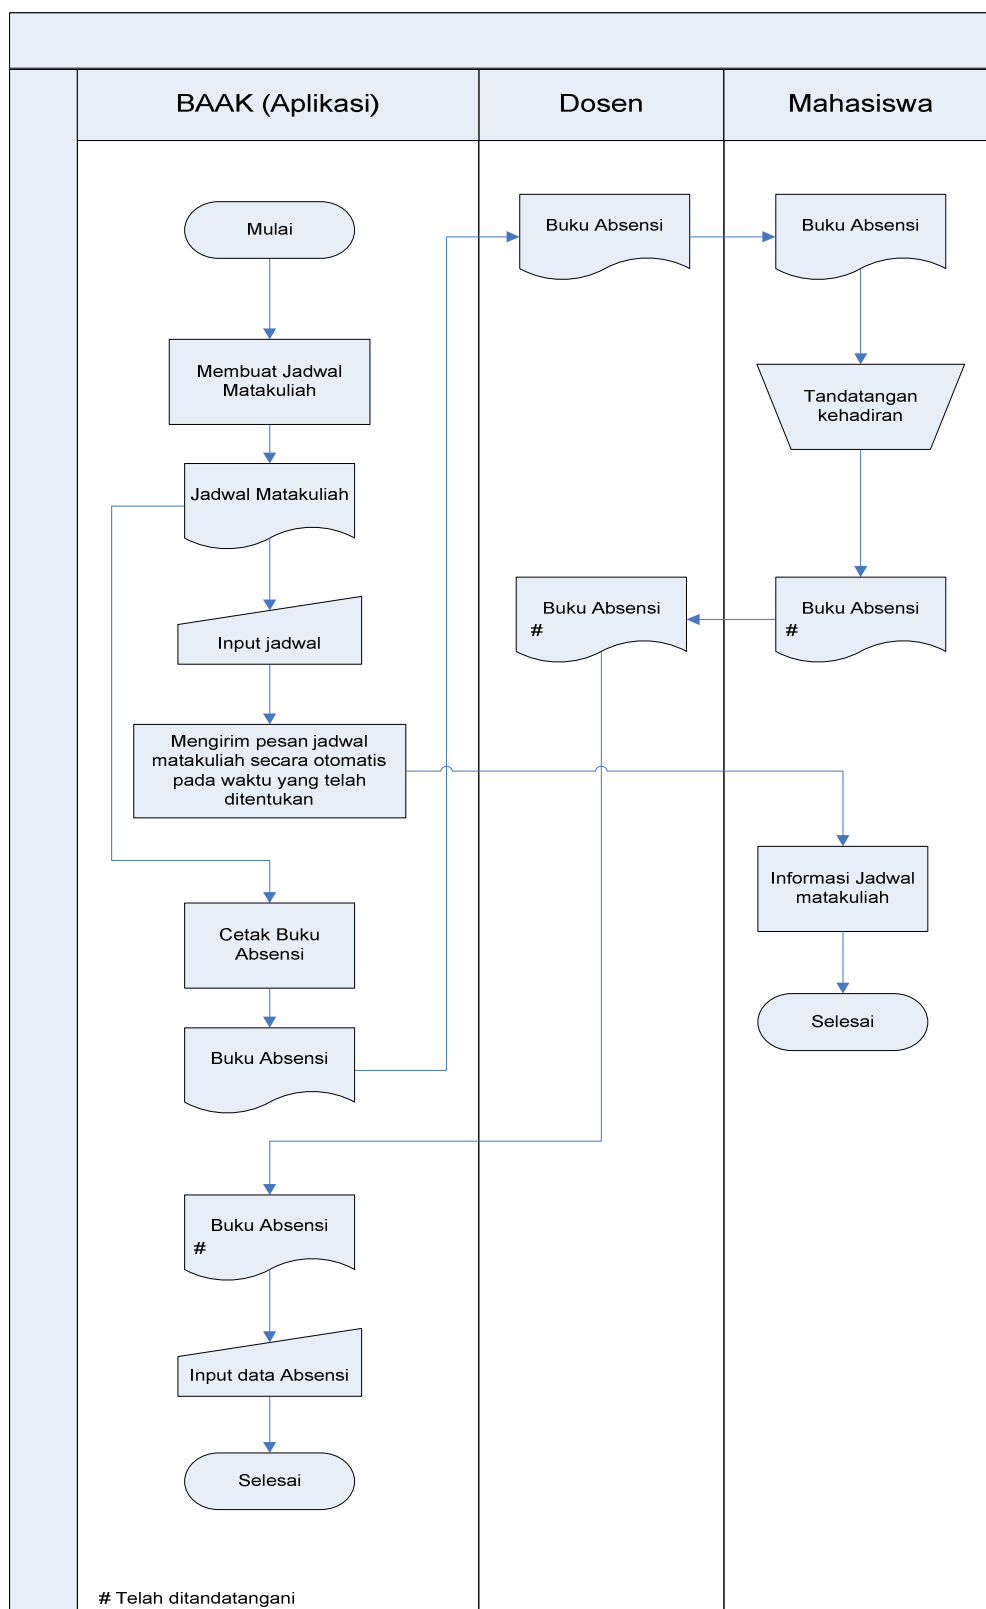 BAAK (Aplikasi)
Dosen
Mahasiswa
Mulai
Buku Absensi
Buku Absensi
Membuat Jadwal
Matakuliah
Tandatangan
kehadiran
Jadwal Matakuliah
Buku Absensi
#
Buku Absensi
#
Input jadwal
Mengirim pesan jadwal
matakuliah secara otomatis
pada waktu yang telah
ditentukan
Informasi Jadwal
matakuliah
Cetak Buku
Absensi
Selesai
Buku Absensi
Buku Absensi
#
Input data Absensi
Selesai
# Telah ditandatangani